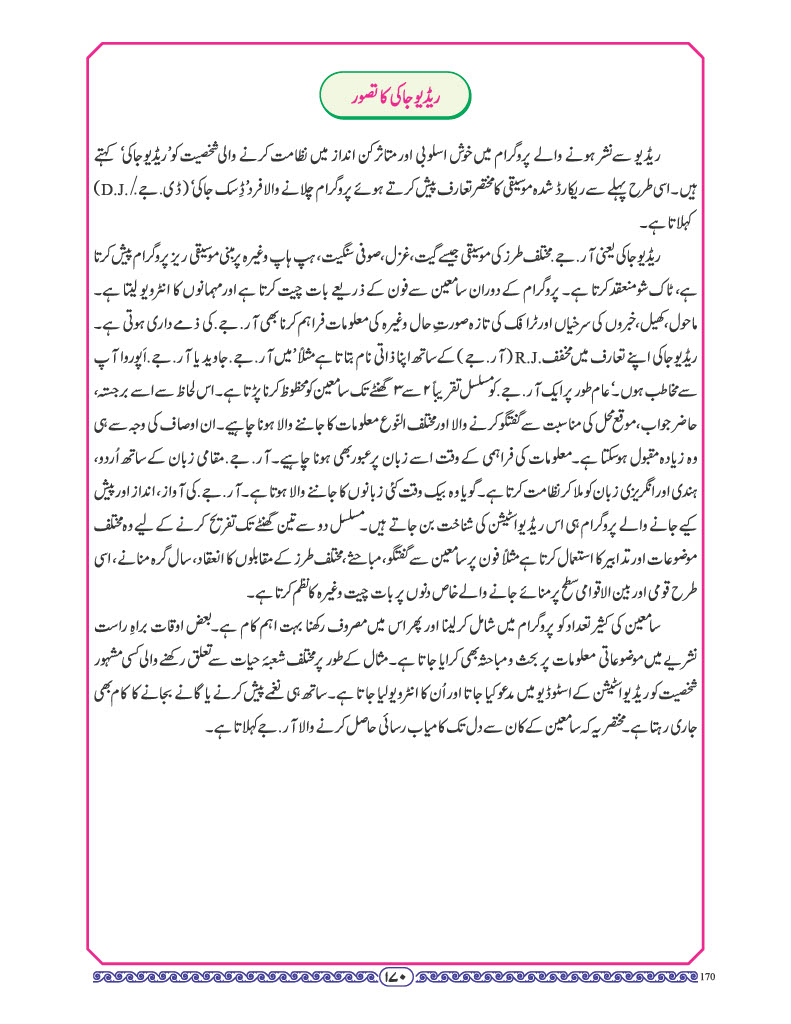 ریڈیو جاکی کا تصور
ریڈیو سے نشر ہونے والے پروگرام میں خوش اسلوبی اور متاثر کن انداز میں نظامت کرنے والی شخصیت کو ’ریڈیو جاکی‘ کہتے
ہیں۔ اسی طرح پہلے سے ریکارڈ شدہ موسیقی کا مختصر تعارف پیش کرتے ہوئے پروگرام چلانے والا فرد ’ڈِسک جاکی‘ (ڈی. جے./ D.J.)
کہلاتا ہے۔
ریڈیو جاکی یعنی آر. جے. مختلف طرز کی موسیقی جیسے گیت، غزل، صوفی سنگیت، ہپ ہاپ وغیرہ پر مبنی موسیقی ریز پروگرام پیش کرتا
ہے، ٹاک شو منعقد کرتا ہے۔ پروگرام کے دوران سامعین سے فون کے ذریعے بات چیت کرتا ہے اور مہمانوں کا انٹرویو لیتا ہے۔
ماحول، کھیل، خبروں کی سرخیاں اور ٹرافک کی تازہ صورتِ حال وغیرہ کی معلومات فراہم کرنا بھی آر. جے. کی ذمے داری ہوتی ہے۔
ریڈیو جاکی اپنے تعارف میں مخفف R.J. (آر. جے) کے ساتھ اپنا ذاتی نام بتاتا ہے مثلاً ’میں آر. جے. جاوید یا آر. جے. اَپوروا آپ
سے مخاطب ہوں۔‘ عام طور پر ایک آر. جے. کو مسلسل تقریباً ۲ سے ۳ گھنٹے تک سامعین کو محظوظ کرنا پڑتا ہے۔ اس لحاظ سے اسے برجستہ،
حاضر جواب، موقع محل کی مناسبت سے گفتگو کرنے والا اور مختلف النّوع معلومات کا جاننے والا ہونا چاہیے۔ ان اوصاف کی وجہ سے ہی
وہ زیادہ مقبول ہوسکتا ہے۔ معلومات کی فراہمی کے وقت اسے زبان پر عبور بھی ہونا چاہیے۔ آر. جے. مقامی زبان کے ساتھ اُردو،
ہندی اور انگریزی زبان کو ملا کر نظامت کرتا ہے۔ گویا وہ بیک وقت کئی زبانوں کا جاننے والا ہوتا ہے۔ آر. جے. کی آواز، انداز اور پیش
کیے جانے والے پروگرام ہی اس ریڈیو اسٹیشن کی شناخت بن جاتے ہیں۔ مسلسل دو سے تین گھنٹے تک تفریح کرنے کے لیے وہ مختلف
موضوعات اور تدابیر کا استعمال کرتا ہے مثلاً فون پر سامعین سے گفتگو، مباحثے، مختلف طرز کے مقابلوں کا انعقاد، سال گرہ منانے، اسی
طرح قومی اور بین الاقوامی سطح پر منائے جانے والے خاص دنوں پر بات چیت وغیرہ کا نظم کرتا ہے۔
سامعین کی کثیر تعداد کو پروگرام میں شامل کرلینا اور پھر اس میں مصروف رکھنا بہت اہم کام ہے۔ بعض اوقات براہِ راست
نشریے میں موضوعاتی معلومات پر بحث و مباحثہ بھی کرایا جاتا ہے۔ مثال کے طور پر مختلف شعبۂ حیات سے تعلق رکھنے والی کسی مشہور
شخصیت کو ریڈیو اسٹیشن کے اسٹوڈیو میں مدعو کیا جاتا اور اُن کا انٹرویو لیا جاتا ہے۔ ساتھ ہی نغمے پیش کرنے یا گانے بجانے کا کام بھی
جاری رہتا ہے۔ مختصر یہ کہ سامعین کے کان سے دل تک کامیاب رسائی حاصل کرنے والا آر. جے کہلاتا ہے۔
۱۷۰
170